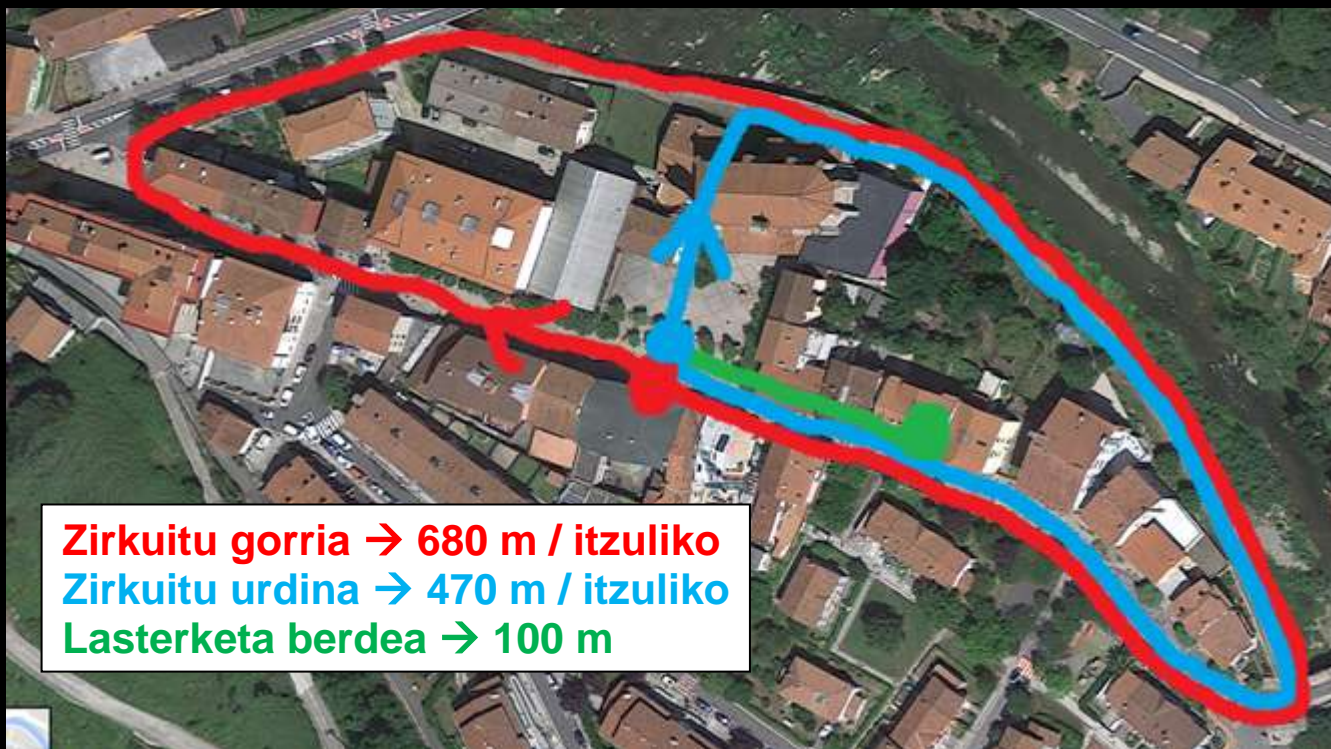 Zirkuitu gorria → 680 m / itzuliko
Zirkuitu urdina → 470 m / itzuliko
Lasterketa berdea → 100 m